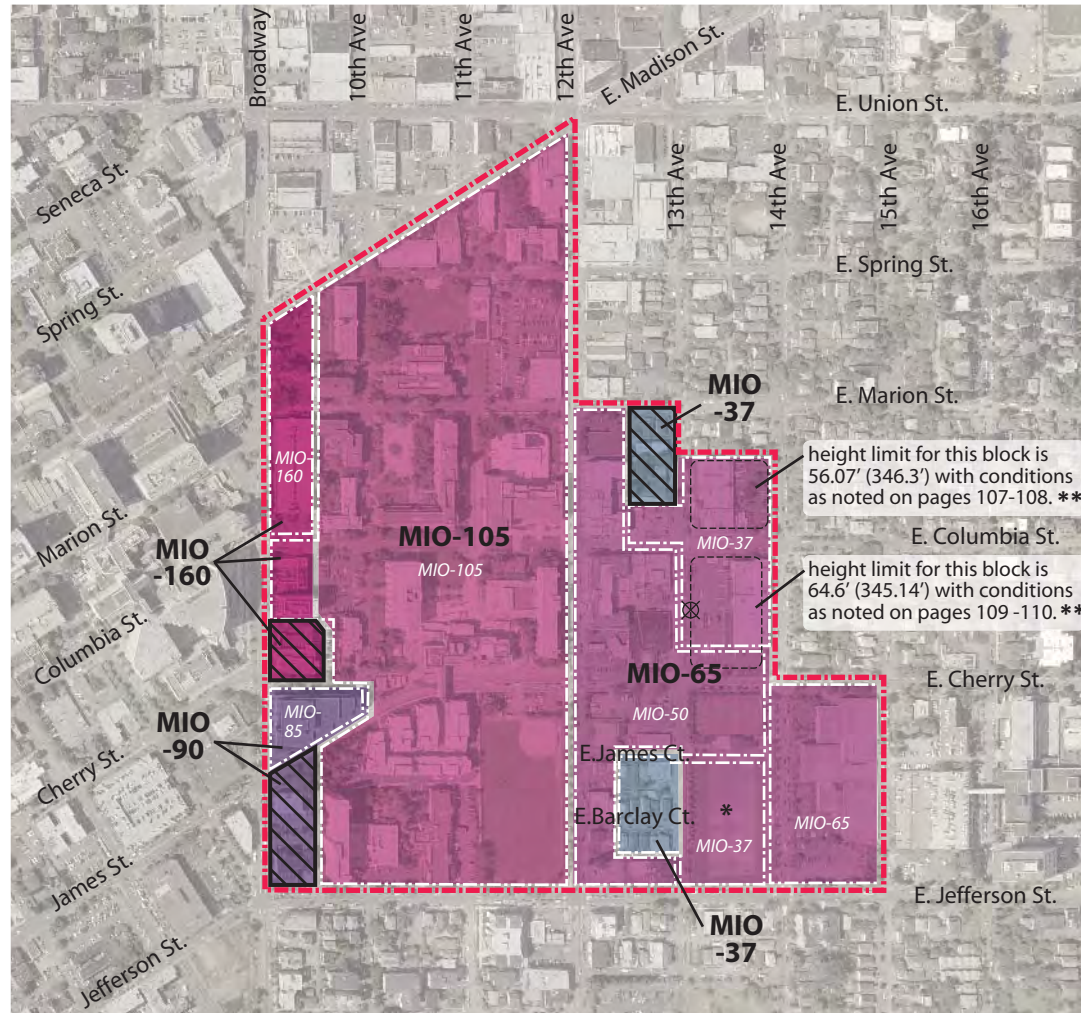 Broadway
10th Ave
11th Ave
12th Ave
E. Madison St.
E. Union St.
13th Ave
14th Ave
15th Ave
16th Ave
Seneca St.
E. Spring St.
Spring St.
MIO
-37
E. Marion St.
height limit for this block is
56.07’ (346.3’) with conditions
as noted on pages 107-108. **
MIO-
160
Marion St.
MIO-105
MIO-105
MIO-37
E. Columbia St.
MIO
-160
height limit for this block is
64.6’ (345.14’) with conditions
as noted on pages 109 -110. **
Columbia St.
MIO-65
E. Cherry St.
MIO
-90
MIO-
85
MIO-50
Cherry St.
E.James Ct.
E.Barclay Ct.
*
MIO-37
MIO-65
James St.
E. Jefferson St.
MIO
-37
Jefferson St.